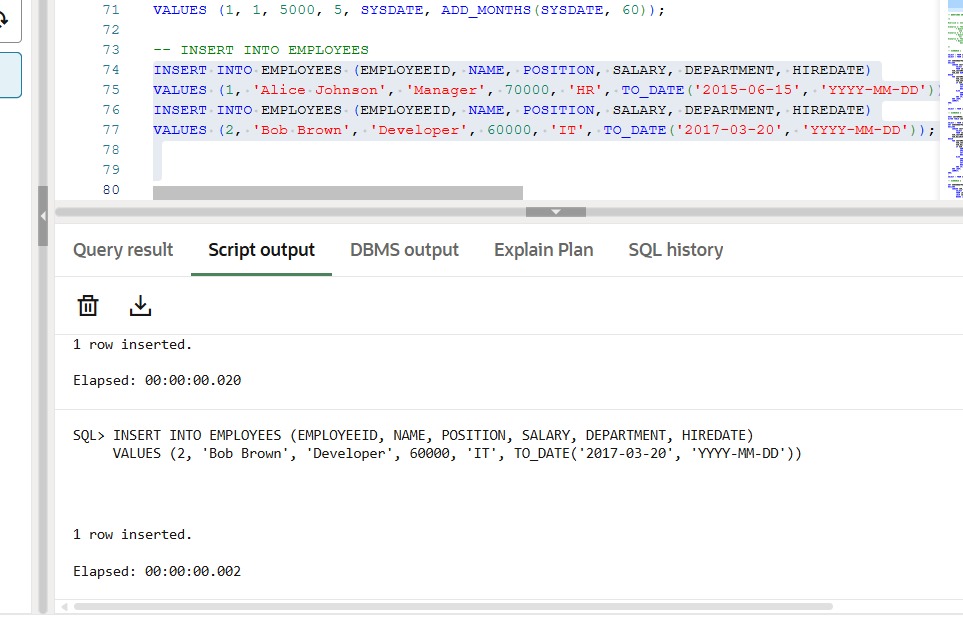 71 VALUES (1, 1, 5000, 5, SYSDATE, ADD_MONTHS(SYSDATE, 60));
72
73 -- INSERT INTO EMPLOYEES
74 INSERT INTO EMPLOYEES (EMPLOYEEID, NAME, POSITION, SALARY, DEPARTMENT, HIREDATE)
75 VALUES (1, 'Alice Johnson', 'Manager', 70000, 'HR', TO_DATE('2015-06-15', 'YYYY-MM-DD')
76 INSERT INTO EMPLOYEES (EMPLOYEEID, NAME, POSITION, SALARY, DEPARTMENT, HIREDATE)
77 VALUES (2, 'Bob Brown', 'Developer', 60000, 'IT', TO_DATE('2017-03-20', 'YYYY-MM-DD'));
78
79
80
Query result Script output DBMS output Explain Plan SQL history
1 row inserted.
Elapsed: 00:00:00.020
SQL> INSERT INTO EMPLOYEES (EMPLOYEEID, NAME, POSITION, SALARY, DEPARTMENT, HIREDATE)
VALUES (2, 'Bob Brown', 'Developer', 60000, 'IT', TO_DATE('2017-03-20', 'YYYY-MM-DD'))
1 row inserted.
Elapsed: 00:00:00.002